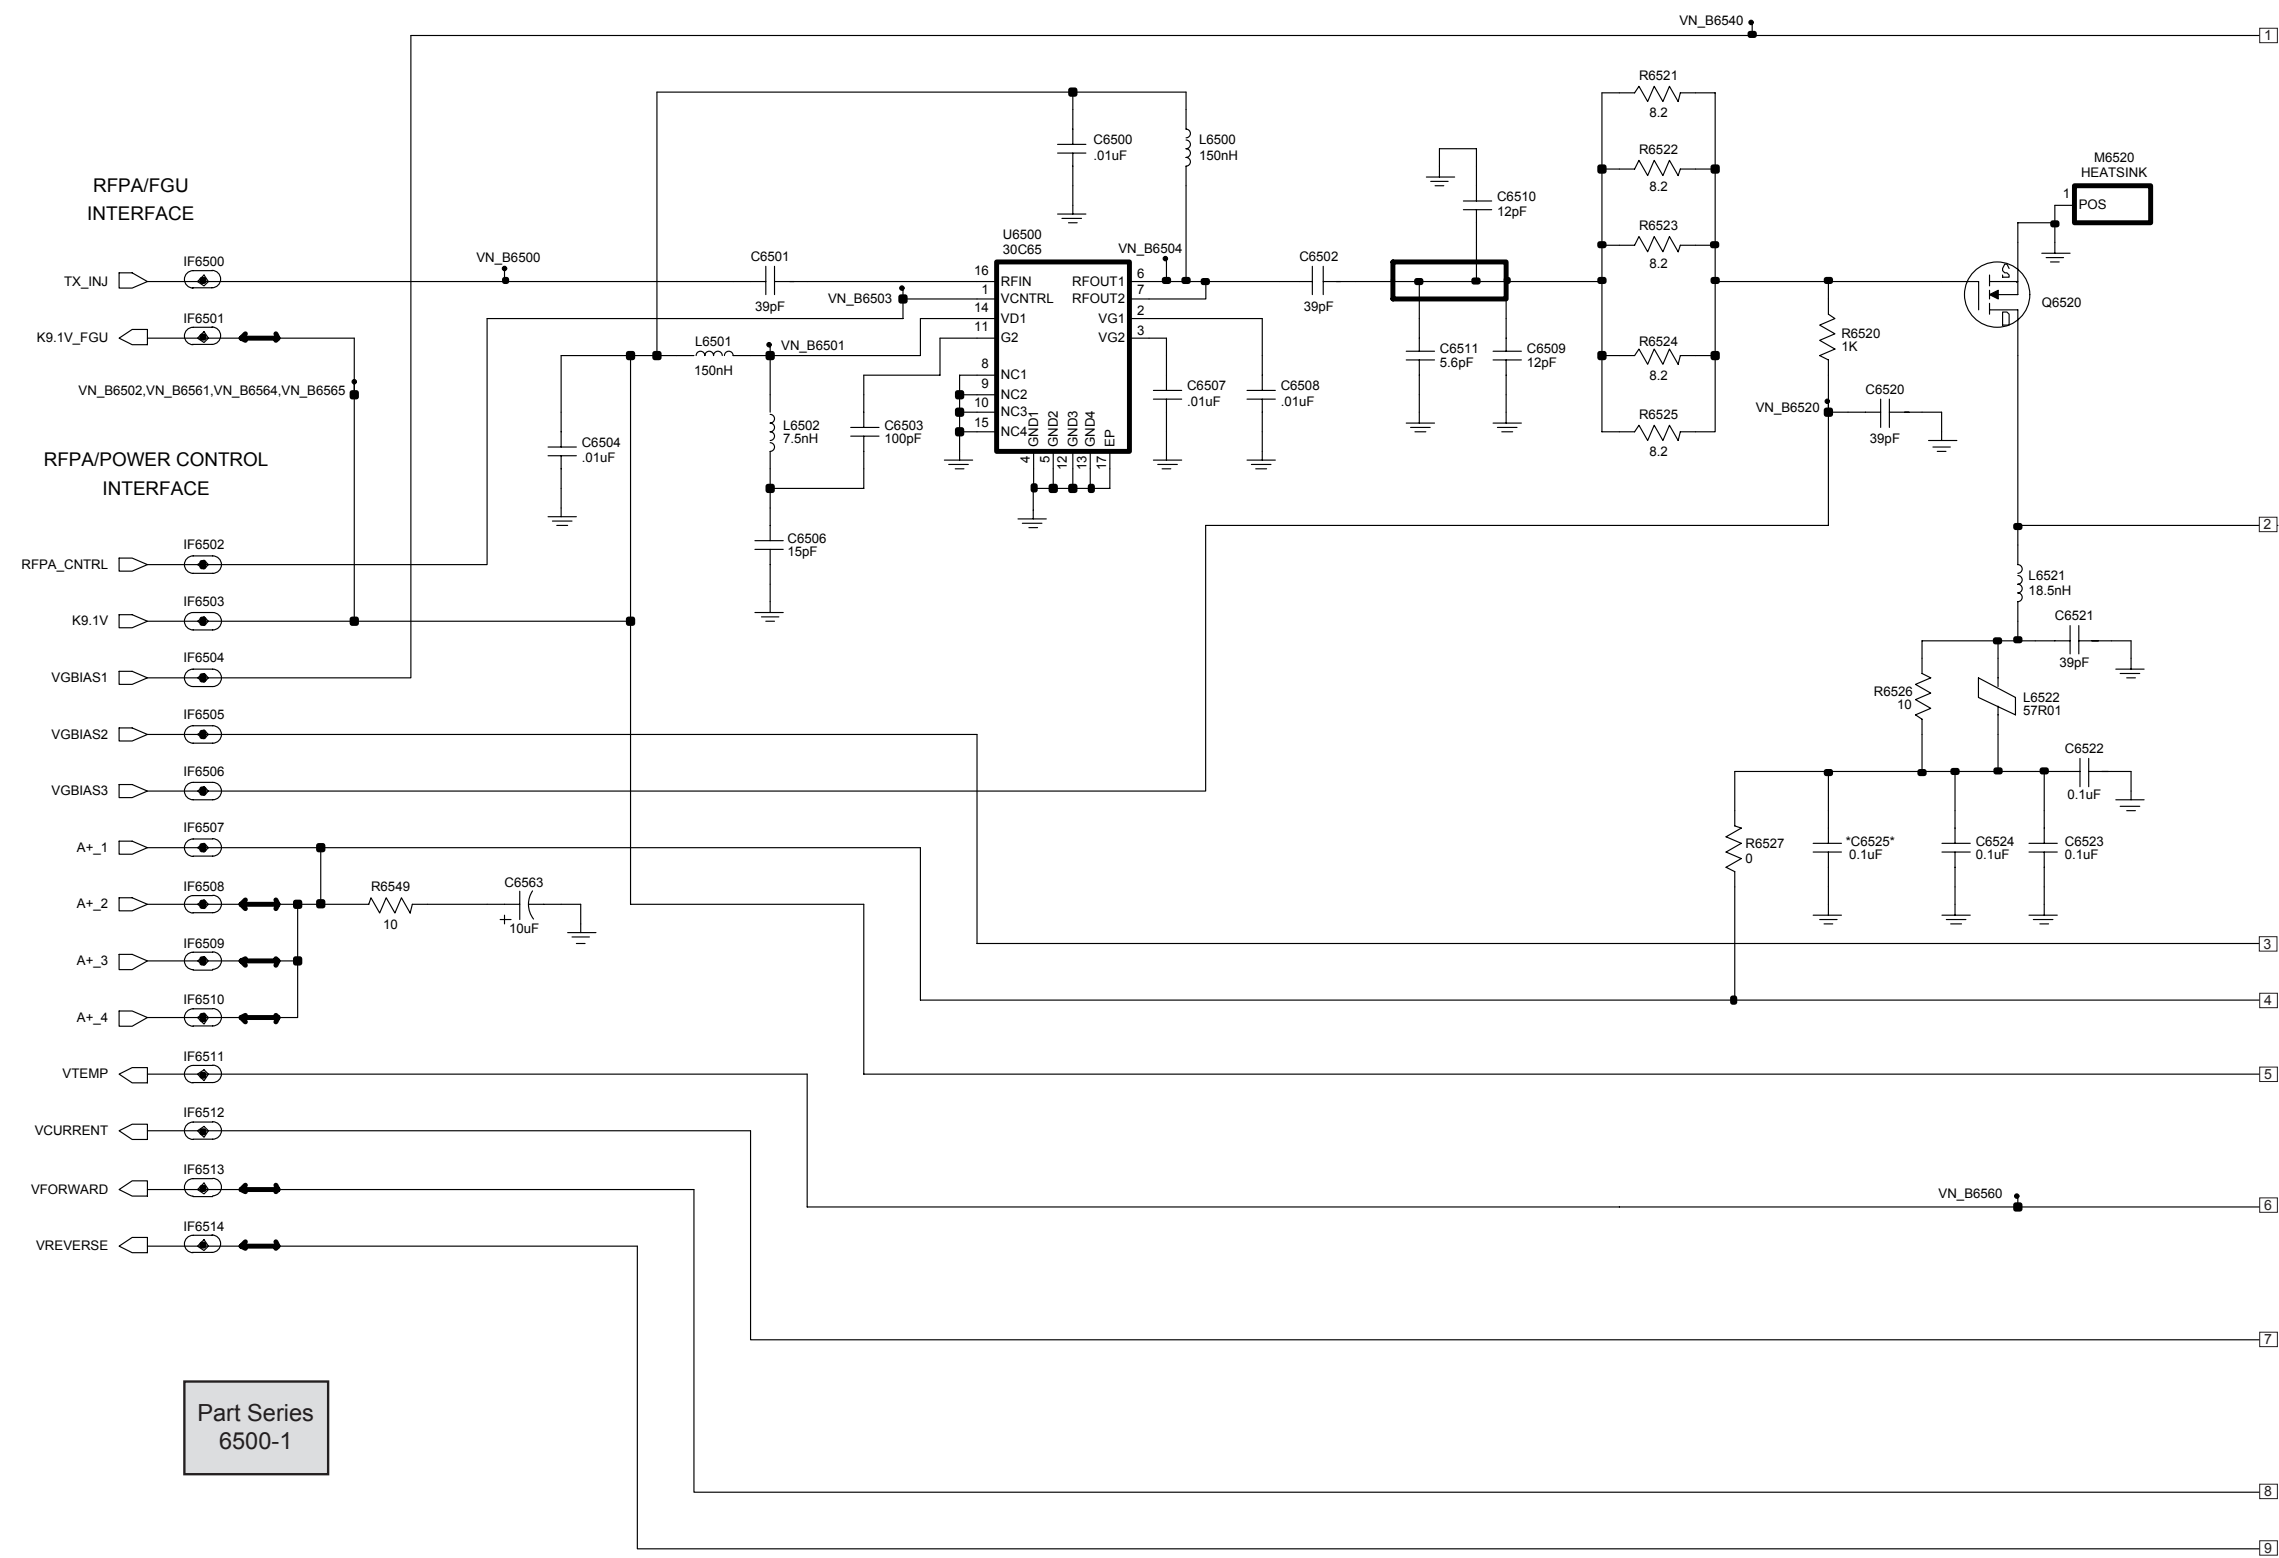 VN_B6540
1
R6521
8.2
C6500
.01uF
L6500
150nH
R6522
8.2
M6520
HEATSINK
1
POS
RFPA/FGU
INTERFACE
C6510
12pF
R6523
8.2
U6500
30C65
VN_B6504
VN_B6500
C6501
39pF
C6502
39pF
IF6500
TX_INJ
16
RFIN
RFOUT1
6
1
VCNTRL
RFOUT2
7
VN_B6503
14
VD1
VG1
2
11
G2
VG2
3
S
D
Q6520
IF6501
K9.1V_FGU
L6501
150nH
VN_B6501
R6520
1K
R6524
8.2
C6511
5.6pF
C6509
12pF
8
NC1
9
NC2
10
NC3
15
NC4
GND1
GND2
GND3
GND4
EP
4
5
12
13
17
VN_B6502,VN_B6561,VN_B6564,VN_B6565
C6507
.01uF
C6508
.01uF
C6520
39pF
VN_B6520
R6525
8.2
L6502
7.5nH
C6503
100pF
C6504
.01uF
RFPA/POWER CONTROL
INTERFACE
C6506
15pF
2
IF6502
RFPA_CNTRL
L6521
18.5nH
IF6503
K9.1V
C6521
39pF
IF6504
VGBIAS1
R6526
10
L6522
57R01
IF6505
VGBIAS2
C6522
0.1uF
IF6506
VGBIAS3
IF6507
A+_1
R6527
0
*C6525*
0.1uF
C6524
0.1uF
C6523
0.1uF
IF6508
A+_2
R6549
10
C6563
+
10uF
IF6509
A+_3
3
IF6510
A+_4
4
IF6511
VTEMP
5
IF6512
VCURRENT
IF6513
VFORWARD
VN_B6560
6
IF6514
VREVERSE
7
Part Series
6500-1
8
9